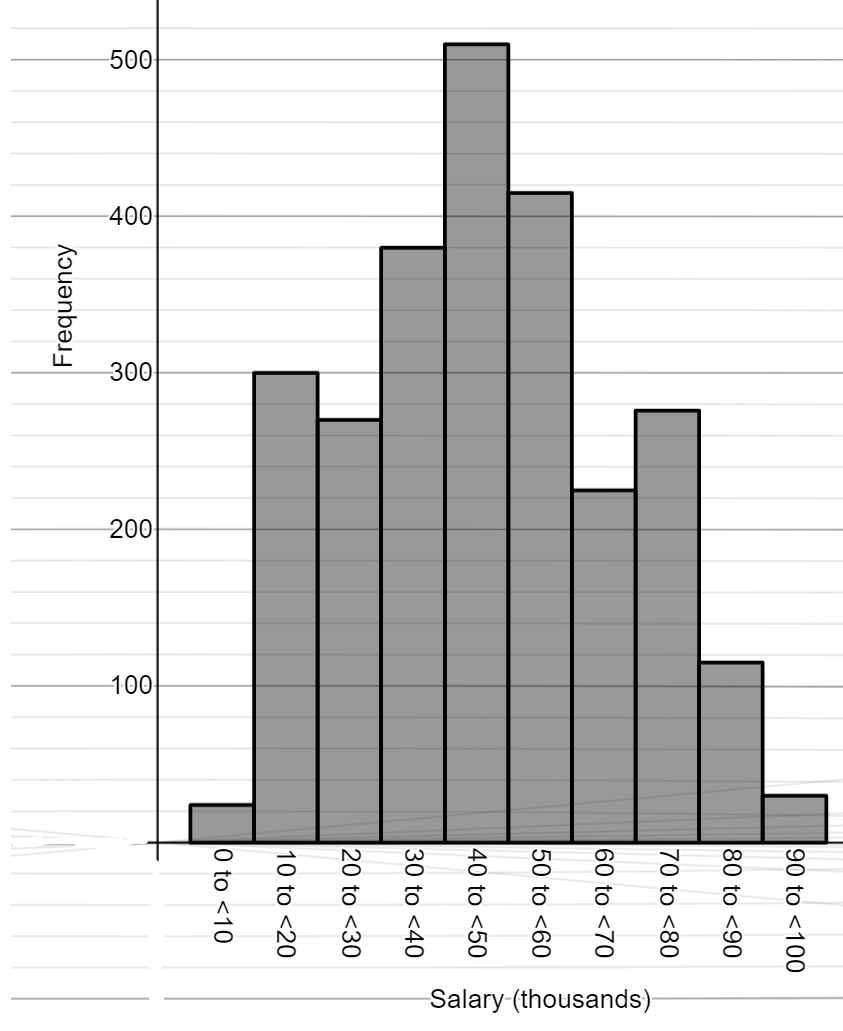 500
400
300
200
100
Frequency
0 to <10
10 to <20
20 to <30
30 to <40
40 to <50
50 to <60
60 to <70
70 to <80
80 to <90
90 to <100
Salary (thousands)